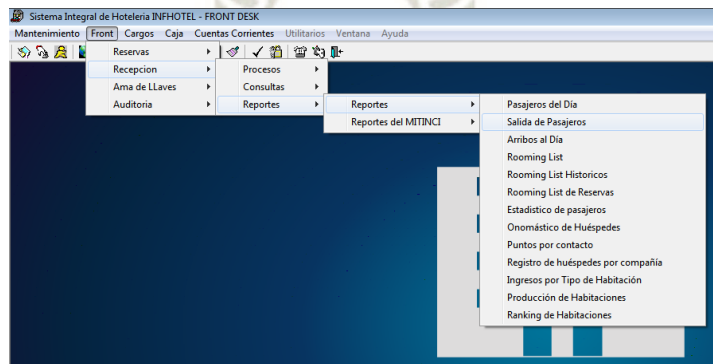 Sistema Integral de Hoteleria INFHOTEL - FRONT DESK
Mantenimiento Front Cargos Caja Cuentas Corrientes Utilitarios Ventana Ayuda
Reservas
Recepcion
Ama de LLaves
Auditoria
Procesos
Consultas
Reportes
Reportes
Reportes del MITINCI
Pasajeros del Día
Salida de Pasajeros
Arribos al Día
Rooming List
Rooming List Historicos
Rooming List de Reservas
Estadistico de pasajeros
Onomástico de Huéspedes
Puntos por contacto
Registro de huéspedes por compañía
Ingresos por Tipo de Habitación
Producción de Habitaciones
Ranking de Habitaciones